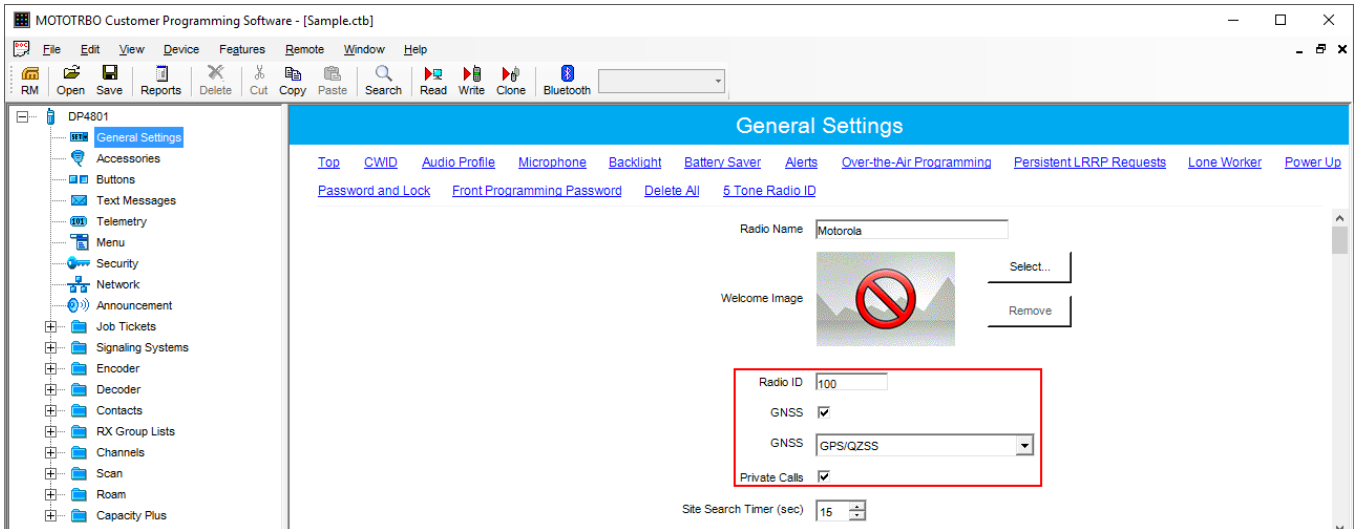 MOTOTRBO Customer Programming Software - [Sample.ctb]
File Edit View Device Features Remote Window Help
RM Open Save Reports Delete Cut Copy Paste Search Read Write Clone Bluetooth
DP4801
General Settings
Accessories
Buttons
Text Messages
Telemetry
Menu
Security
Network
Announcement
Job Tickets
Signaling Systems
Encoder
Decoder
Contacts
RX Group Lists
Channels
Scan
Roam
Capacity Plus
General Settings
Top CWID Audio Profile Microphone Backlight Battery Saver Alerts Over-the-Air Programming Persistent LRRP Requests Lone Worker Power Up
Password and Lock Front Programming Password Delete All 5 Tone Radio ID
Radio Name Motorola
Welcome Image
Select...
Remove
Radio ID 100
GNSS
GNSS GPS/QZSS
Private Calls
Site Search Timer (sec) 15